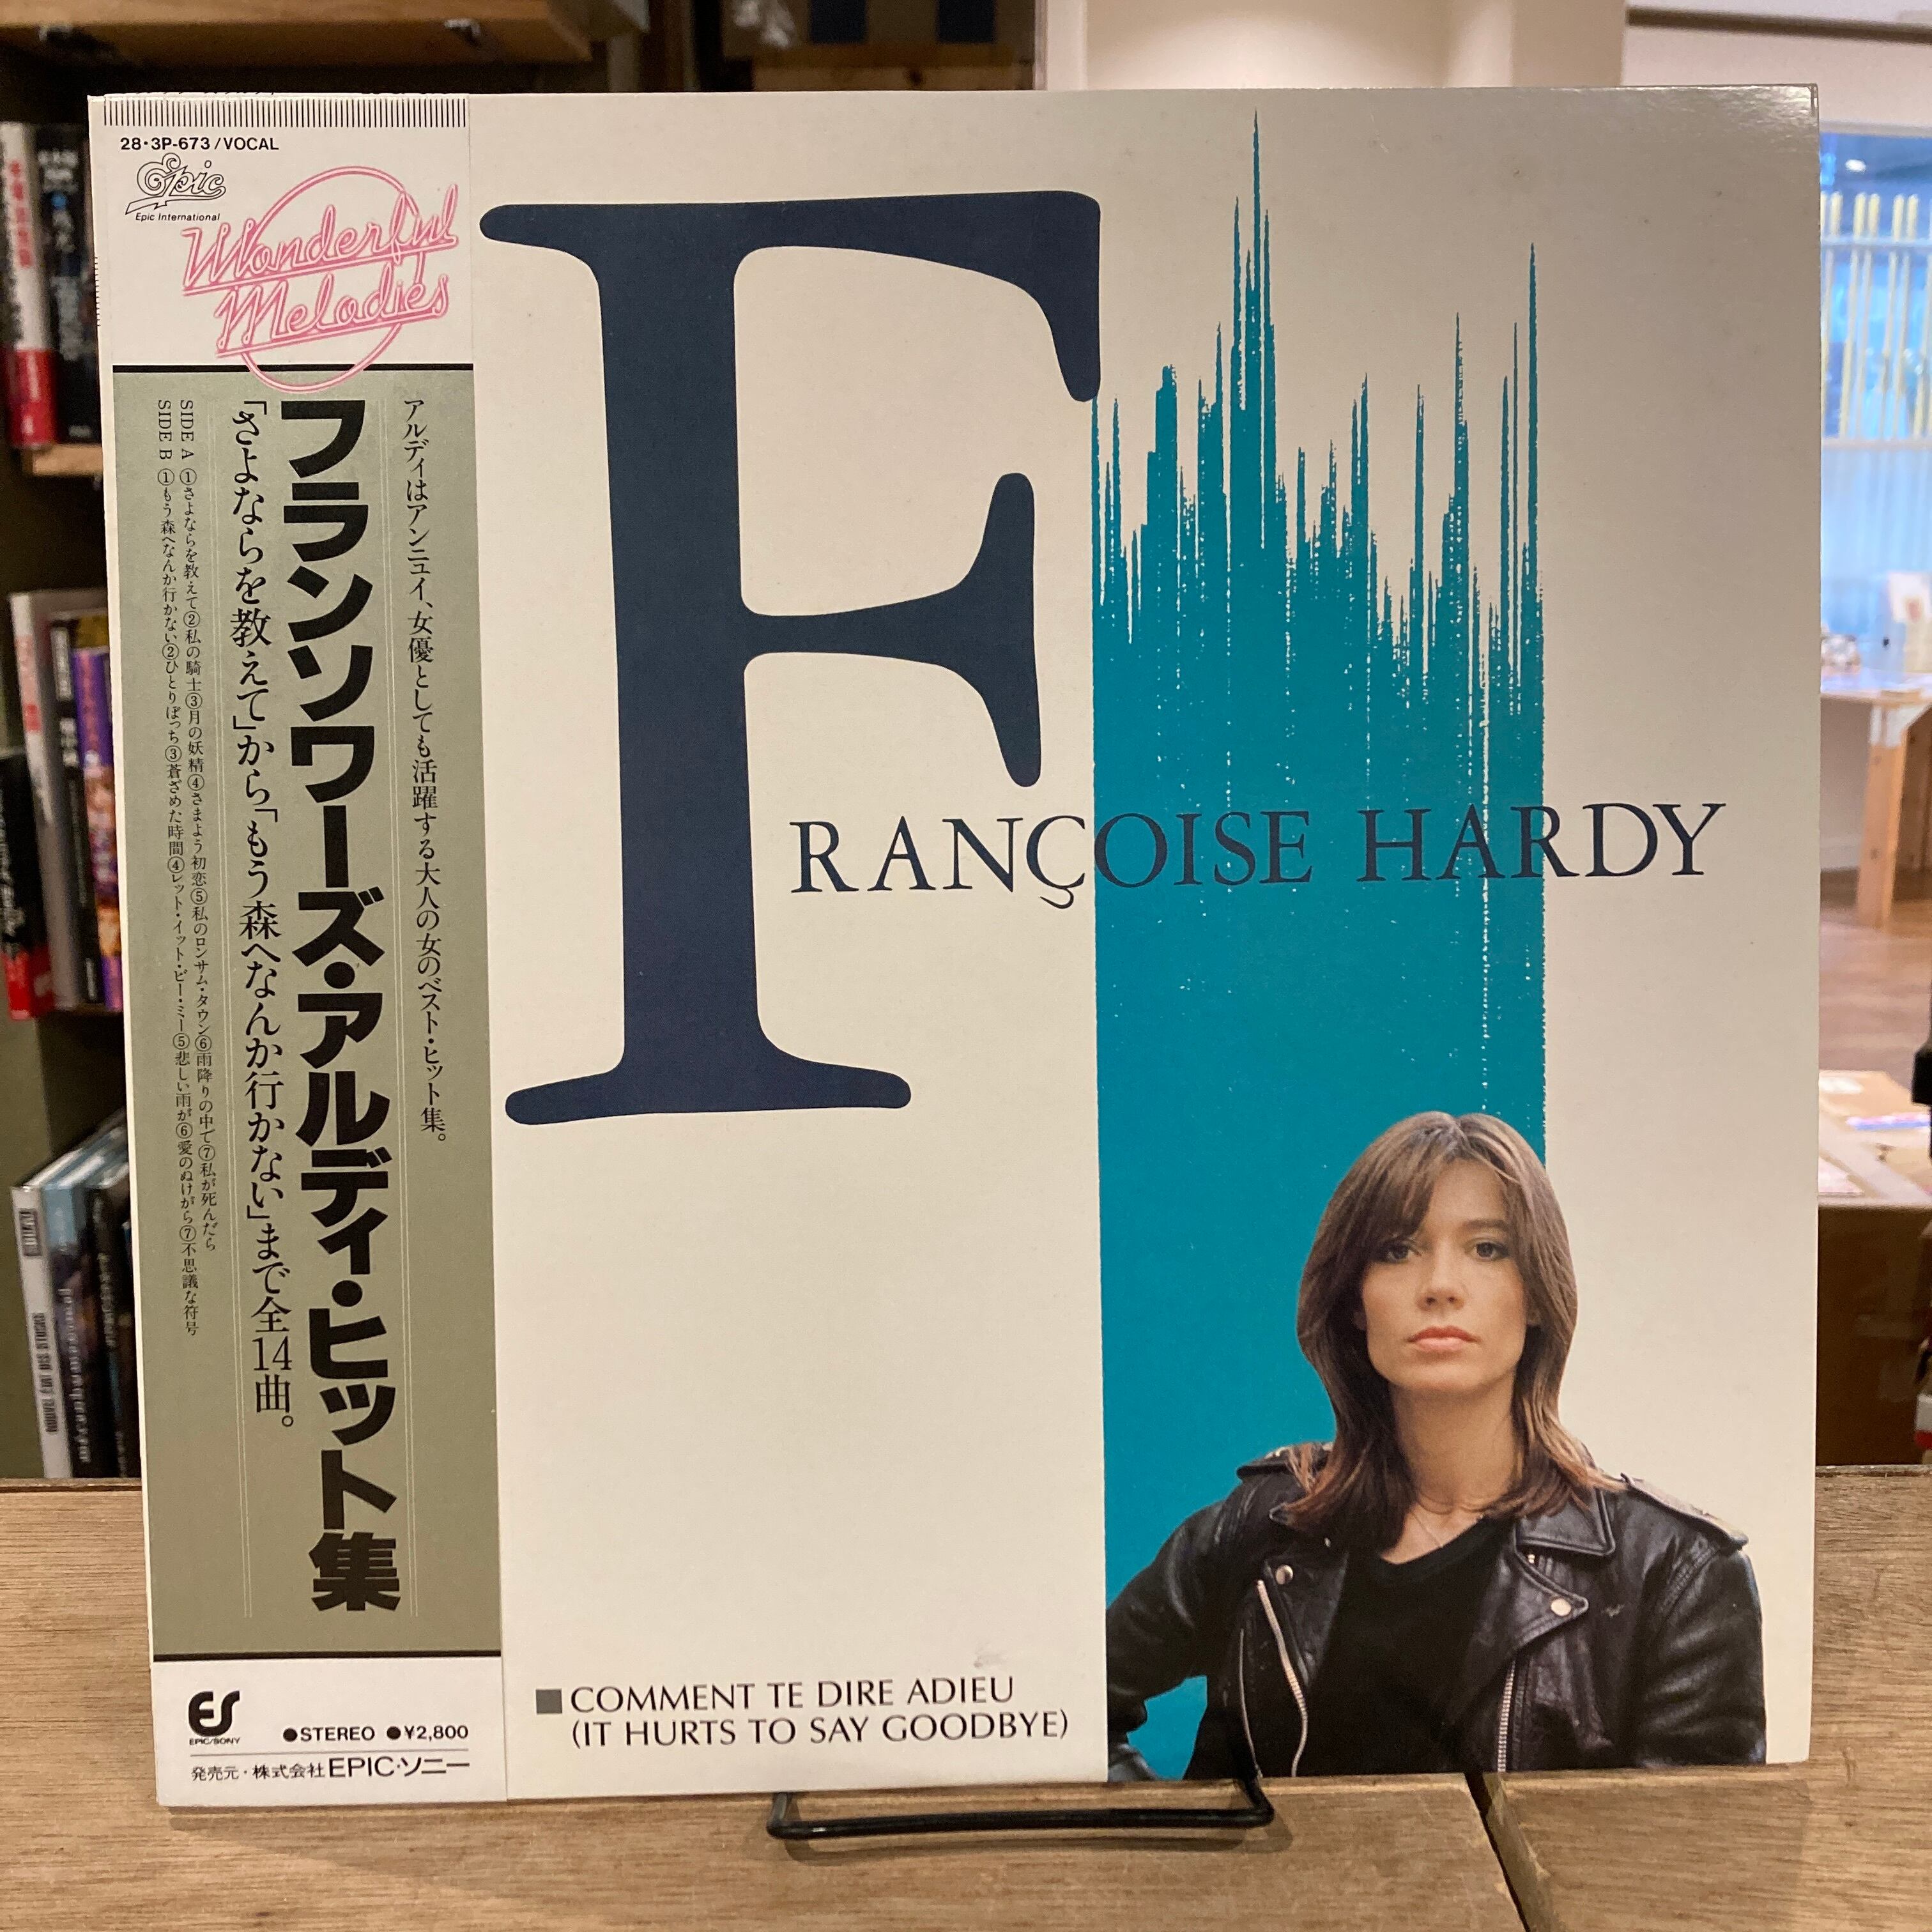 28・3P-673/VOCAL
Epic
Epic International
Wonderful
Melodies
アルディはアンニュイ、女優としても活躍する大人の女のベスト・ヒット集。
フランソワーズ・アルディ・ヒット集
「さよならを教えて」から「もう森へなんか行かない」まで全14曲。
SIDE A ①さよならを教えて②私の騎士③月の妖精④さまよう初恋⑤私のロンサム・タウン⑥雨降りの中で⑦私が死んだら
SIDE B ①もう森へなんか行かない②ひとりぼっち③蒼ざめた時間④レット・イット・ビー・ミー⑤悲しい雨が⑥愛のぬけがら⑦不思議な符号
ES
EPIC/SONY
●STEREO ●¥2,800
発売元・株式会社EPIC・ソニー
FRANÇOISE HARDY
■COMMENT TE DIRE ADIEU
(IT HURTS TO SAY GOODBYE)